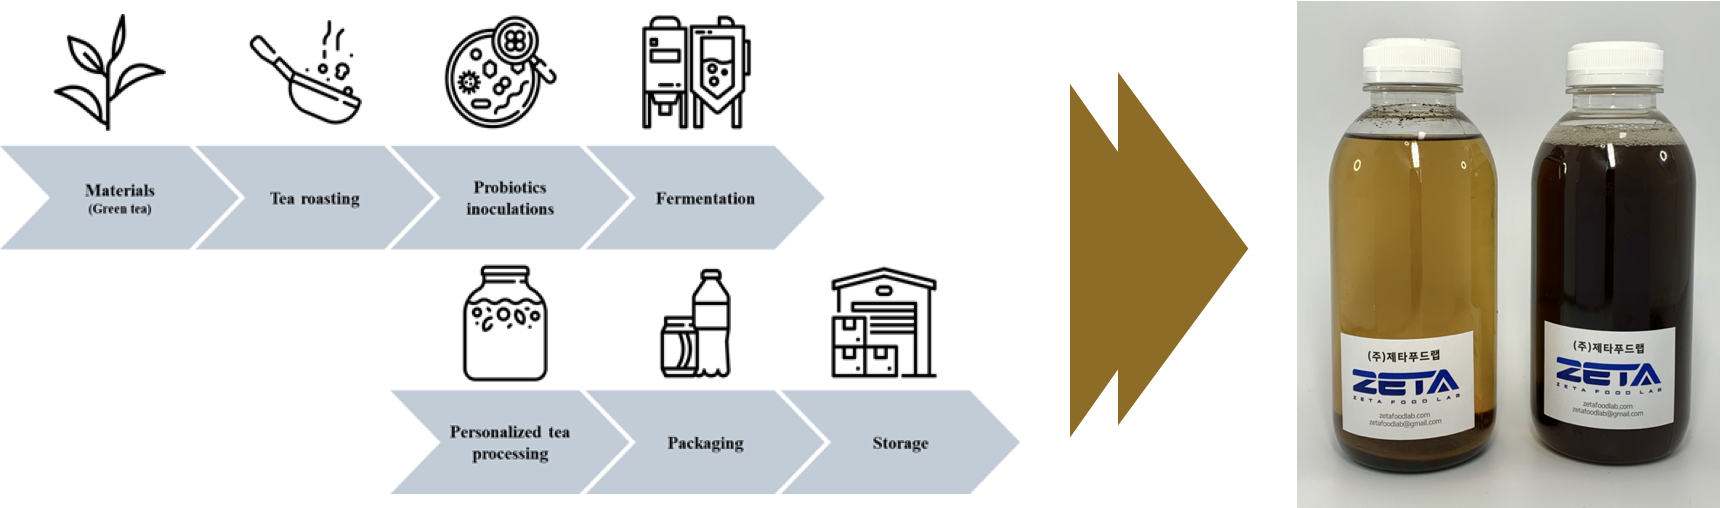 Materials
(Green tea)
Tea roasting
Probiotics
inoculations
Fermentation
Personalized tea
processing
Packaging
Storage
(주)제타푸드랩
ZETA
ZETA FOOD LAB
zetafoodlab.com
zetafoodlab@gmail.com
(주)제타푸드랩
ZETA
ZETA FOOD LAB
zetafoodlab.com
zetafoodlab@gmail.com